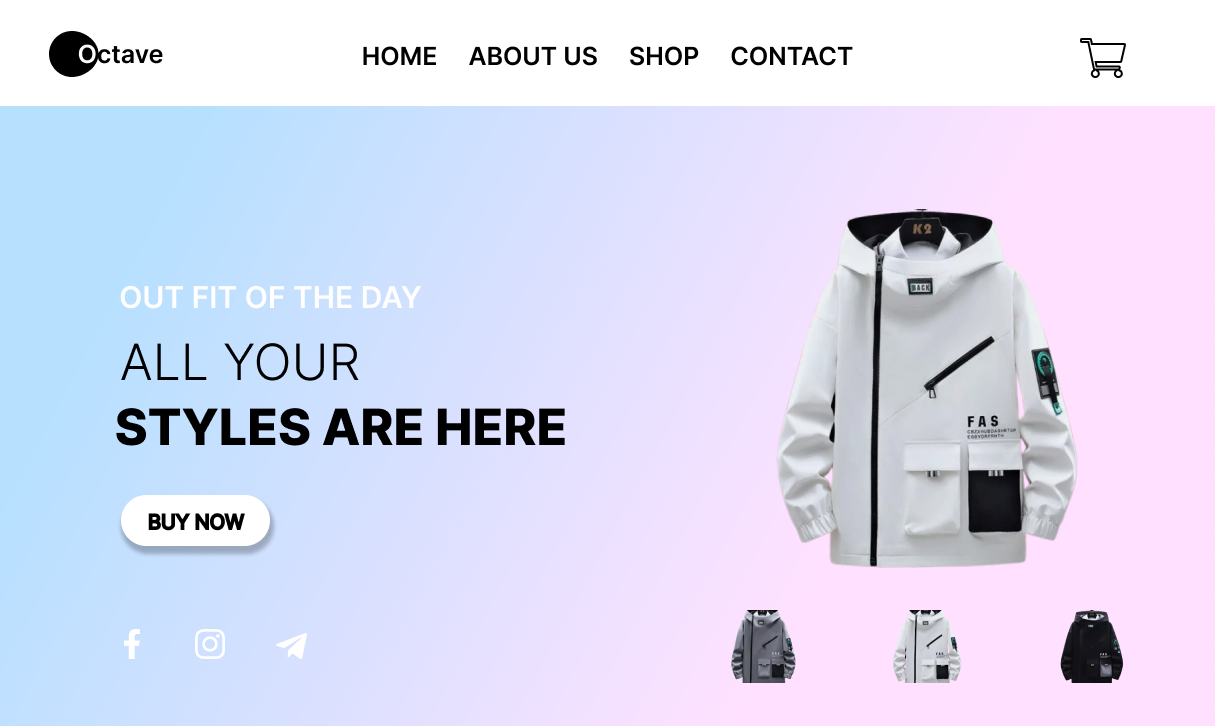 Octave
HOME ABOUT US SHOP CONTACT
OUT FIT OF THE DAY
ALL YOUR
STYLES ARE HERE
BUY NOW
K2
BACK
FAS